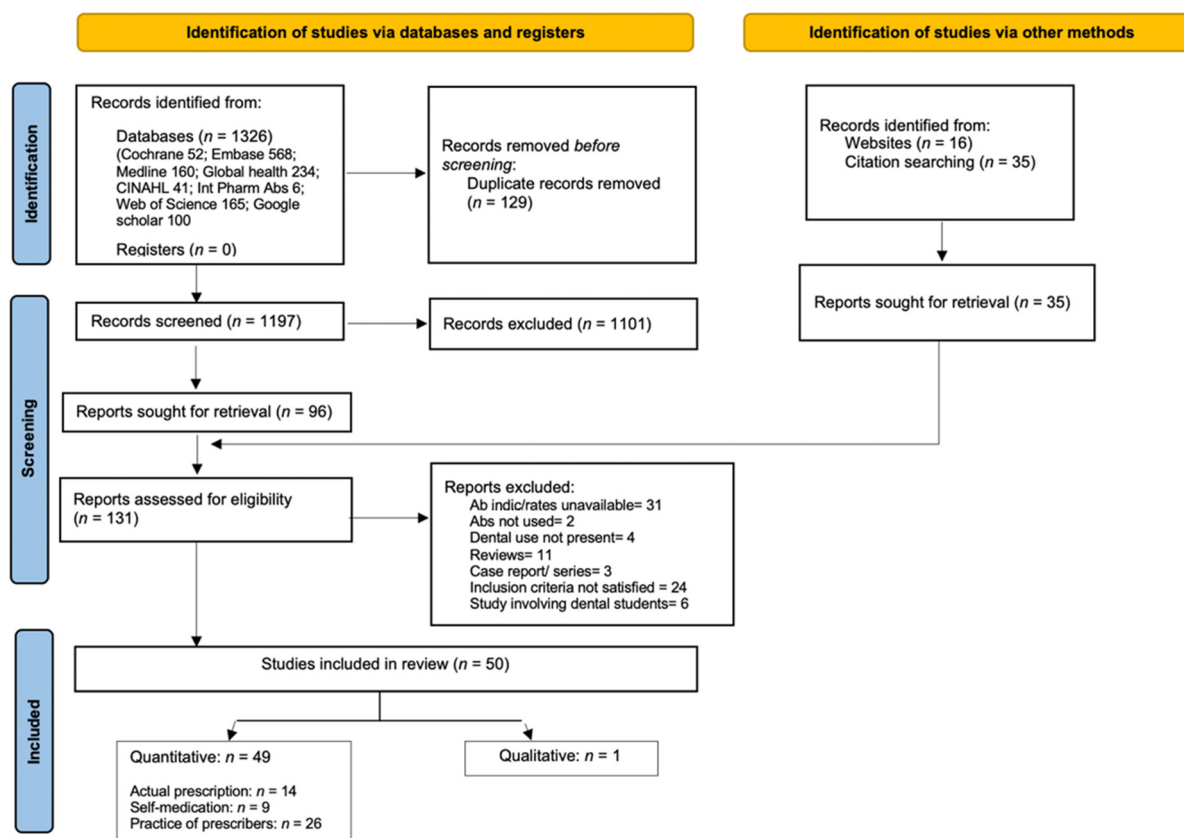 Identification of studies via databases and registers
Identification of studies via other methods
Identification
Records identified from:
Databases (n = 1326)
(Cochrane 52; Embase 568;
Medline 160; Global health 234;
CINAHL 41; Int Pharm Abs 6;
Web of Science 165; Google
scholar 100
Registers (n = 0)
Records removed before
screening:
Duplicate records removed
(n = 129)
Records identified from:
Websites (n = 16)
Citation searching (n = 35)
Screening
Records screened (n = 1197)
Records excluded (n = 1101)
Reports sought for retrieval (n = 35)
Reports sought for retrieval (n = 96)
Reports assessed for eligibility
(n = 131)
Reports excluded:
Ab indic/rates unavailable= 31
Abs not used= 2
Dental use not present= 4
Reviews= 11
Case report/ series= 3
Inclusion criteria not satisfied = 24
Study involving dental students= 6
Included
Studies included in review (n = 50)
Quantitative: n = 49
Actual prescription: n = 14
Self-medication: n = 9
Practice of prescribers: n = 26
Qualitative: n = 1